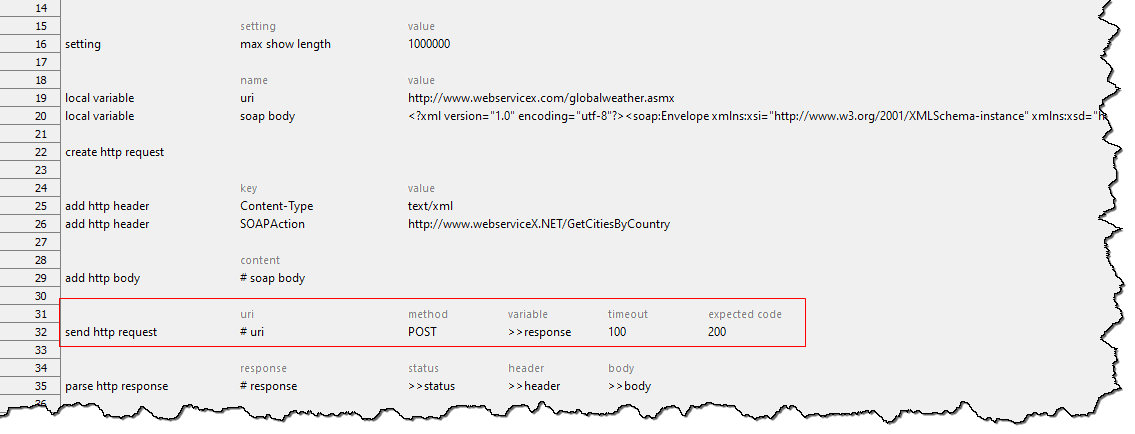 14
15 setting value
16 setting max show length 1000000
17
18 name value
19 local variable uri http://www.webservicex.com/globalweather.asmx
20 local variable soap body <?xml version="1.0" encoding="utf-8"?><soap:Envelope xmlns:xsi="http://www.w3.org/2001/XMLSchema-instance" xmlns:xsd="h
21
22 create http request
23
24 key value
25 add http header Content-Type text/xml
26 add http header SOAPAction http://www.webserviceX.NET/GetCitiesByCountry
27
28 content
29 add http body # soap body
30
31 uri method variable timeout expected code
32 send http request # uri POST >>response 100 200
33
34 response status header body
35 parse http response # response >>status >>header >>body